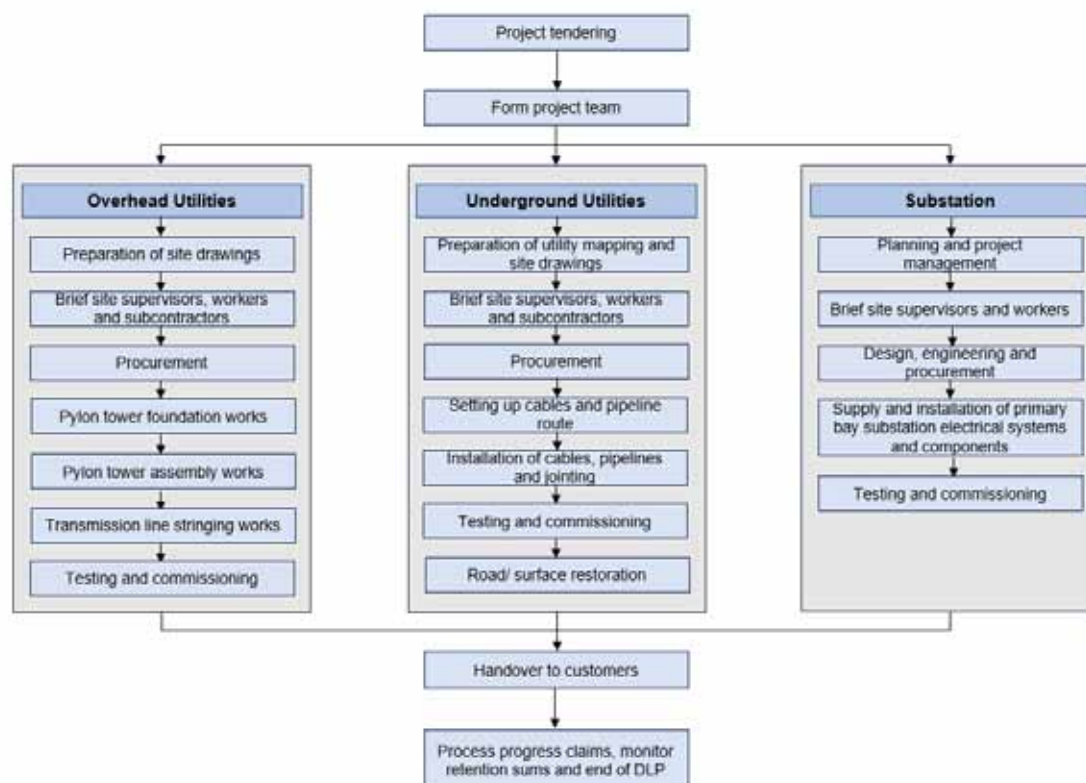 Project tendering
Form project team
Overhead Utilities
Preparation of site drawings
Brief site supervisors, workers
and subcontractors
Procurement
Pylon tower foundation works
Pylon tower assembly works
Transmission line stringing works
Testing and commissioning
Underground Utilities
Preparation of utility mapping and
site drawings
Brief site supervisors, workers
and subcontractors
Procurement
Setting up cables and pipeline
route
Installation of cables, pipelines
and jointing
Testing and commissioning
Road/ surface restoration
Substation
Planning and project
management
Brief site supervisors and workers
Design, engineering and
procurement
Supply and installation of primary
bay substation electrical systems
and components
Testing and commissioning
Handover to customers
Process progress claims, monitor
retention sums and end of DLP